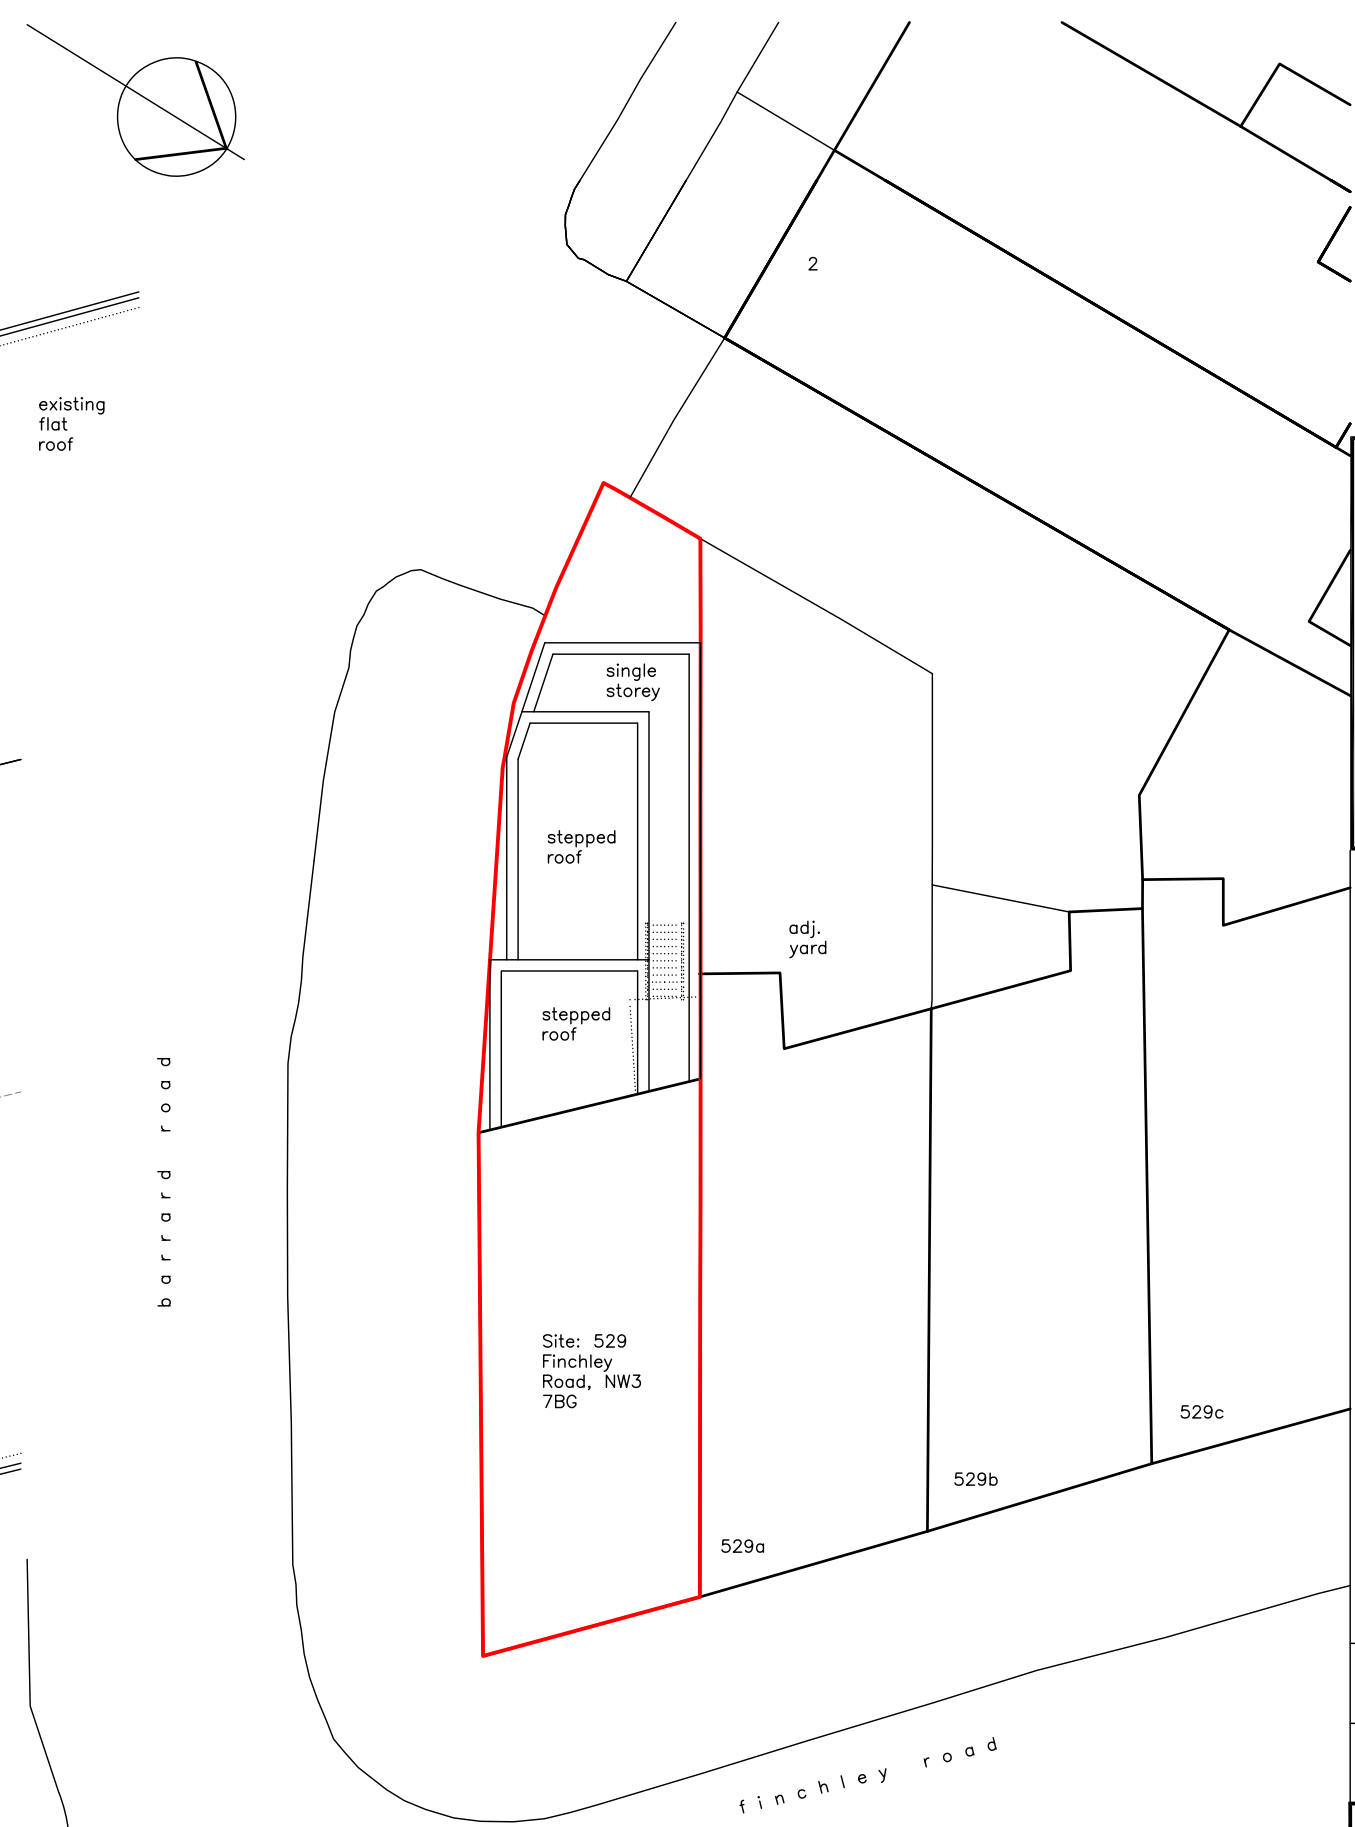 2
existing
flat
roof
single
storey
stepped
roof
adj.
yard
stepped
roof
barrard road
Site: 529
Finchley
Road, NW3
7BG
529c
529b
529a
finchley road